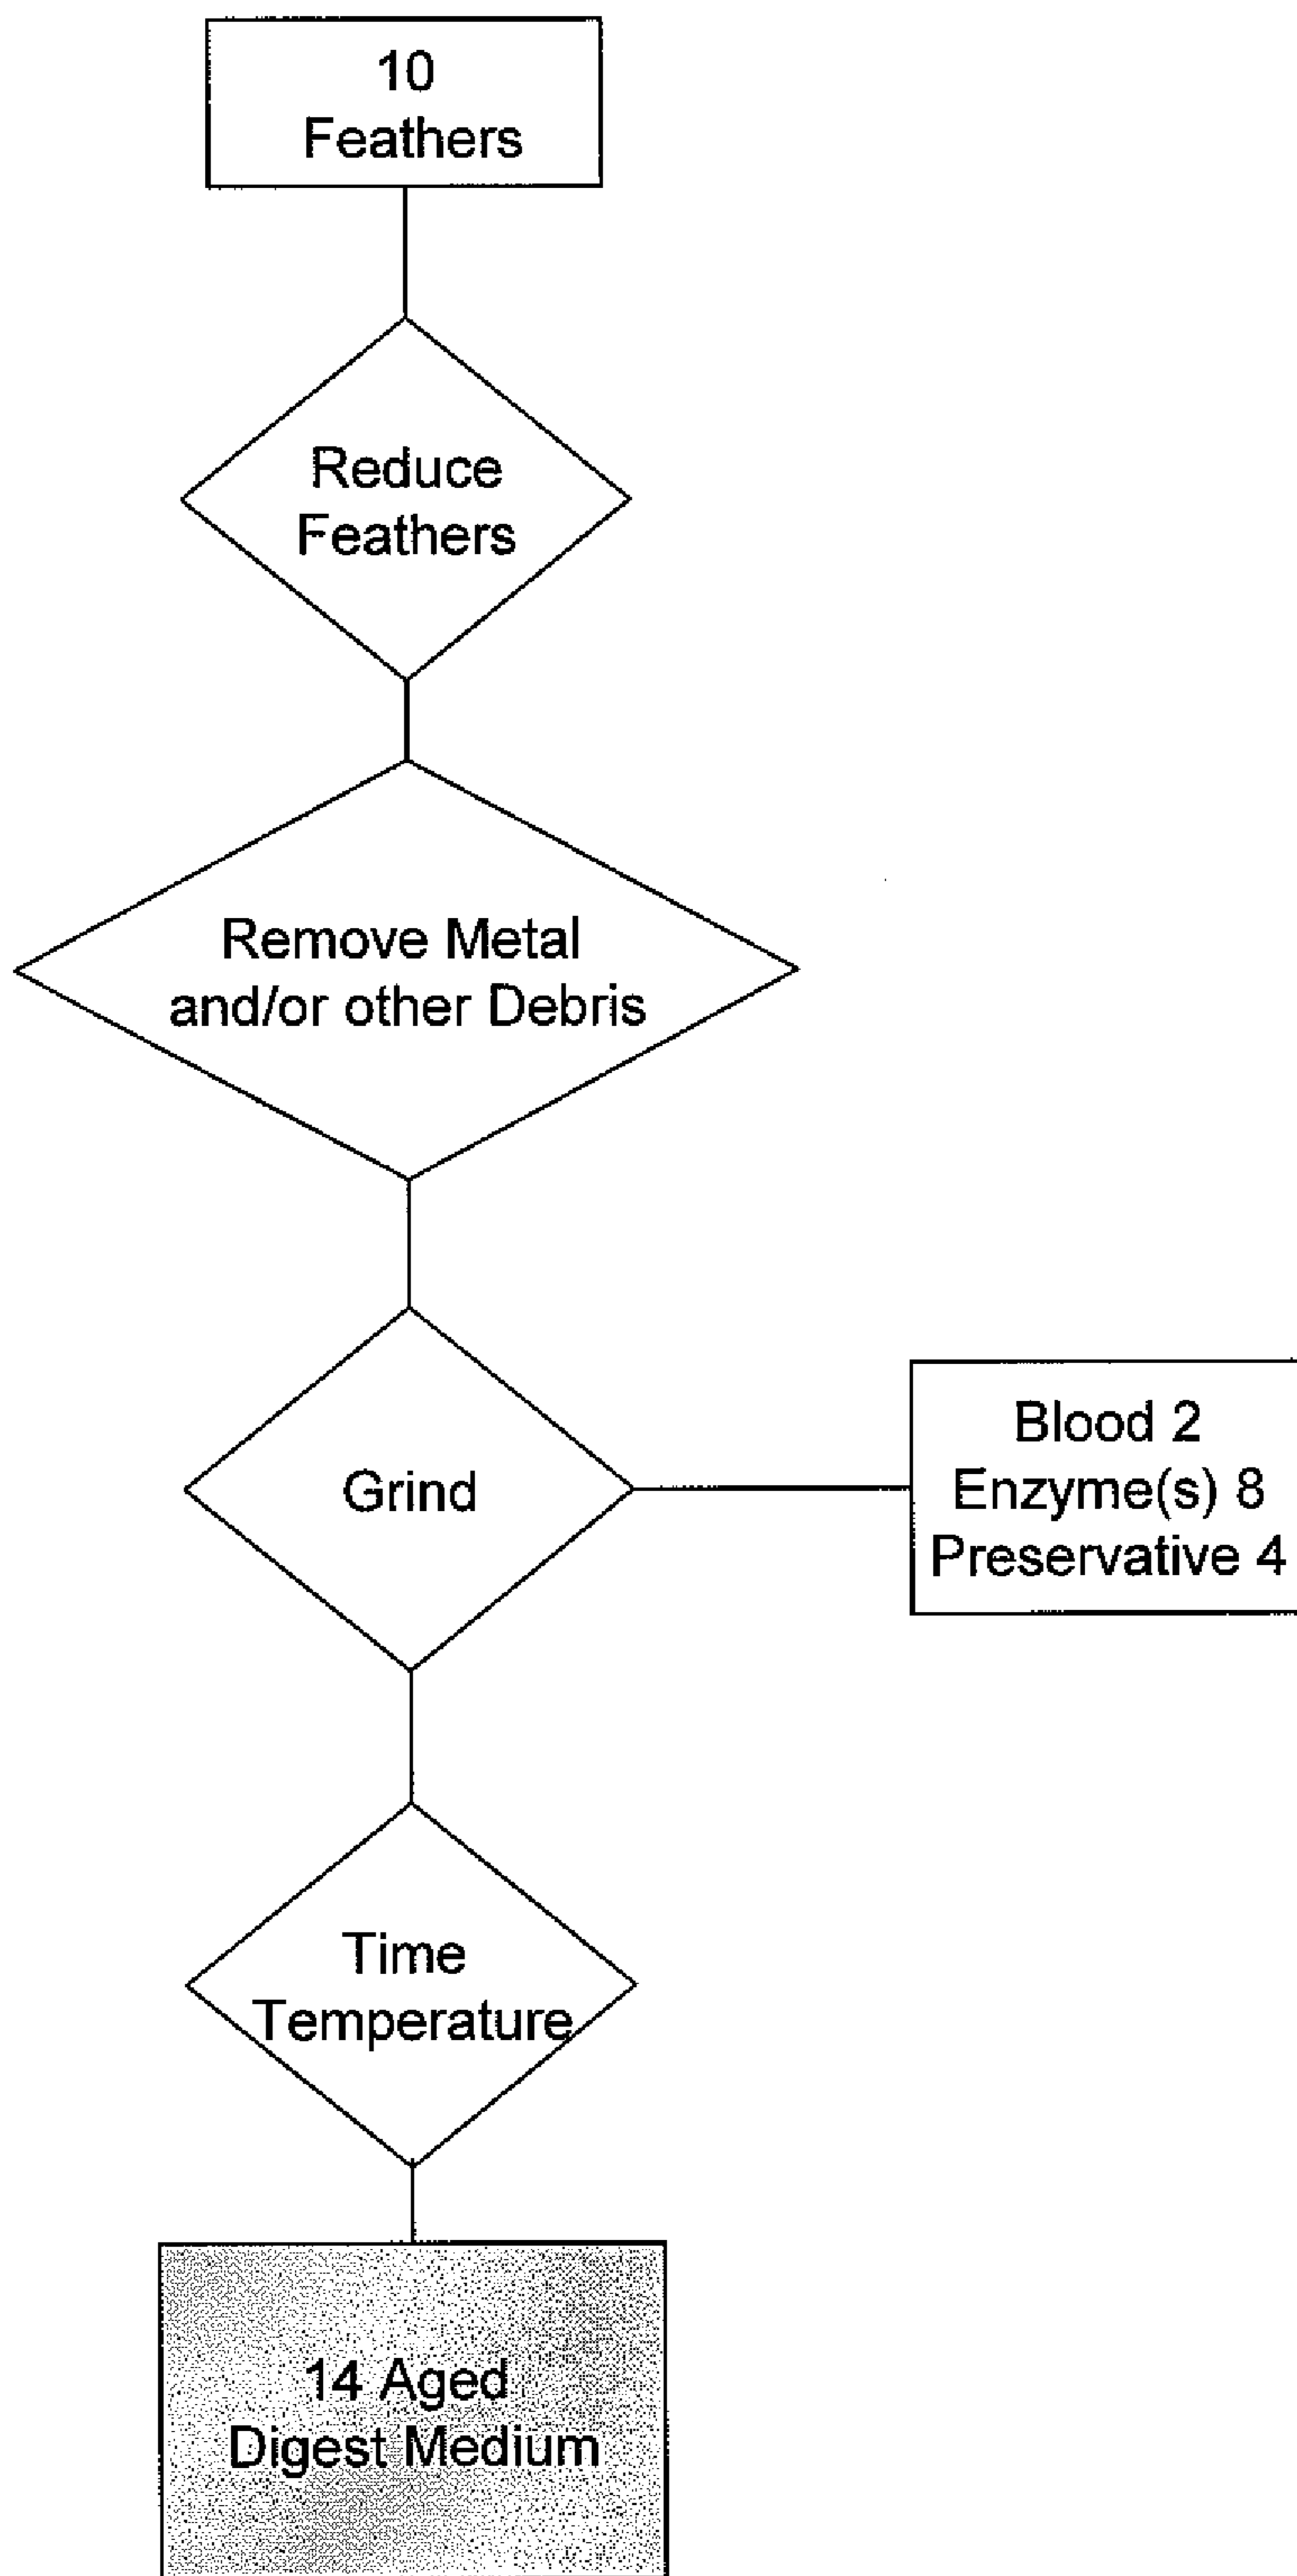 10
Feathers
Reduce
Feathers
Remove Metal
and/or other Debris
Grind
Blood 2
Enzyme(s) 8
Preservative 4
Time
Temperature
14 Aged
Digest Medium